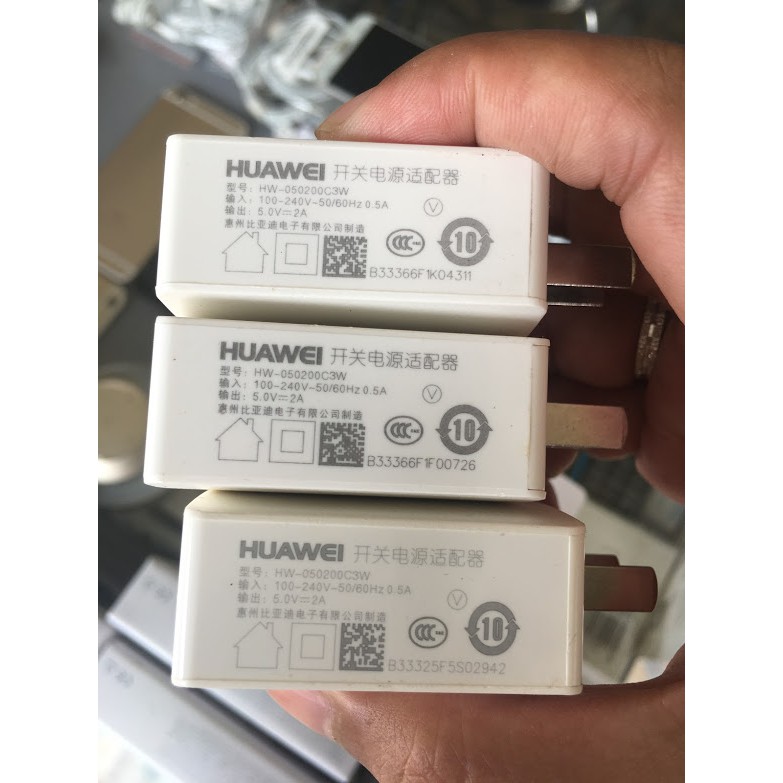 HUAWEI 开关电源适配器
型号: HW-050200C3W
输入: 100-240V~50/60Hz 0.5A
输出: 5.0V⎓2A
惠州比亚迪电子有限公司制造
V
CCC
10
B33366F1K04311
HUAWEI 开关电源适配器
型号: HW-050200C3W
输入: 100-240V~50/60Hz 0.5A
输出: 5.0V⎓2A
惠州比亚迪电子有限公司制造
V
CCC
10
B33366F1F00726
HUAWEI 开关电源适配器
型号: HW-050200C3W
输入: 100-240V~50/60Hz 0.5A
输出: 5.0V⎓2A
惠州比亚迪电子有限公司制造
V
CCC
10
B33325F5S02942